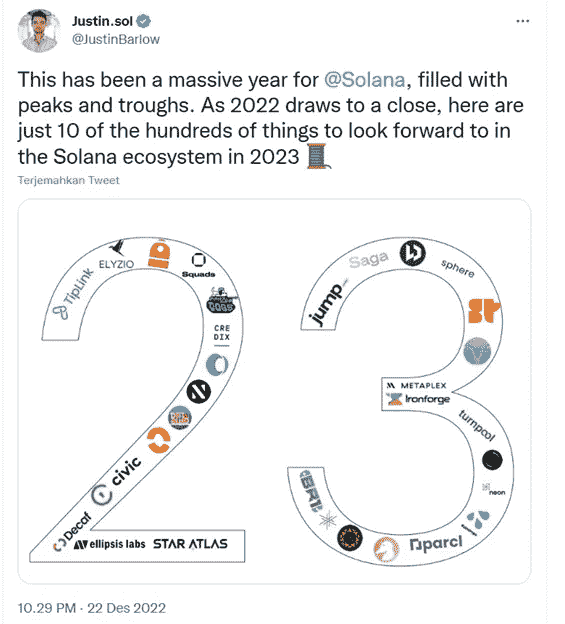 Justin.sol
@JustinBarlow
This has been a massive year for @Solana, filled with
peaks and troughs. As 2022 draws to a close, here are
just 10 of the hundreds of things to look forward to in
the Solana ecosystem in 2023
Terjemahkan Tweet
TipLink
ELYZIO
Squads
CRE
DIX
civic
Decaf
ellipsis labs
STAR ATLAS
jump_
Saga
sphere
METAPLEX
Ironforge
neon
parcl
10.29 PM · 22 Des 2022